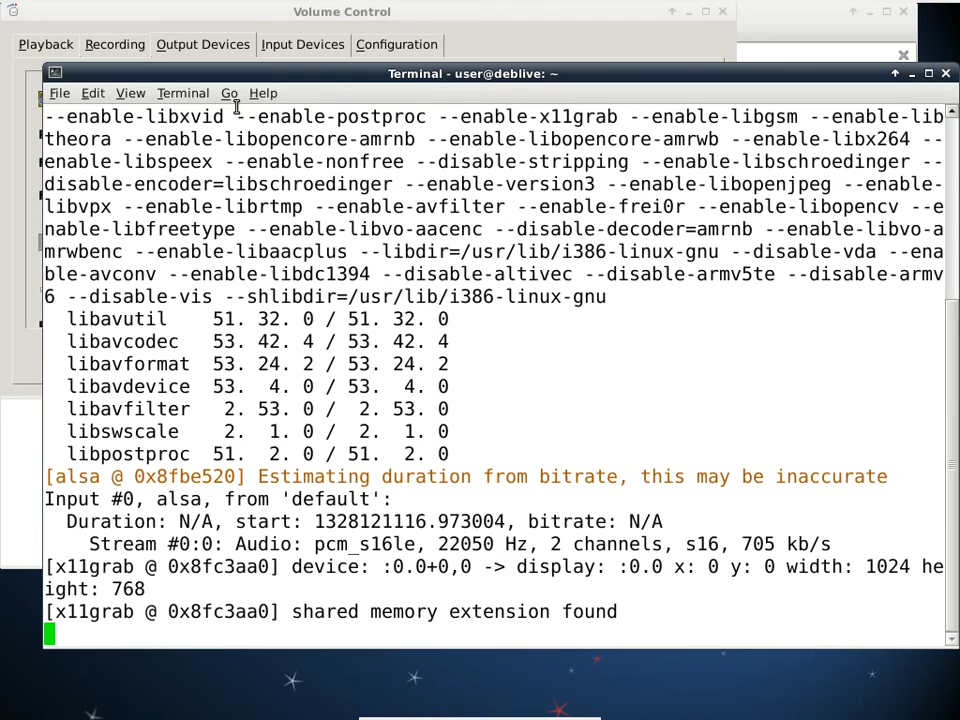 Volume Control
Playback Recording Output Devices Input Devices Configuration
Terminal - user@deblive: ~
File Edit View Terminal Go Help
--enable-libxvid --enable-postproc --enable-x11grab --enable-libgsm --enable-lib
theora --enable-libopencore-amrnb --enable-libopencore-amrwb --enable-libx264 --
enable-libspeex --enable-nonfree --disable-stripping --enable-libschroedinger --
disable-encoder=libschroedinger --enable-version3 --enable-libopenjpeg --enable-
libvpx --enable-librtmp --enable-avfilter --enable-frei0r --enable-libopencv --e
nable-libfreetype --enable-libvo-aacenc --disable-decoder=amrnb --enable-libvo-a
mrwbenc --enable-libaacplus --libdir=/usr/lib/i386-linux-gnu --disable-vda --ena
ble-avconv --enable-libdc1394 --disable-altivec --disable-armv5te --disable-armv
6 --disable-vis --shlibdir=/usr/lib/i386-linux-gnu
libavutil    51. 32. 0 / 51. 32. 0
libavcodec   53. 42. 4 / 53. 42. 4
libavformat  53. 24. 2 / 53. 24. 2
libavdevice  53.  4. 0 / 53.  4. 0
libavfilter   2. 53. 0 /  2. 53. 0
libswscale    2.  1. 0 /  2.  1. 0
libpostproc  51.  2. 0 / 51.  2. 0
[alsa @ 0x8fbe520] Estimating duration from bitrate, this may be inaccurate
Input #0, alsa, from 'default':
Duration: N/A, start: 1328121116.973004, bitrate: N/A
Stream #0:0: Audio: pcm_s16le, 22050 Hz, 2 channels, s16, 705 kb/s
[x11grab @ 0x8fc3aa0] device: :0.0+0,0 -> display: :0.0 x: 0 y: 0 width: 1024 he
ight: 768
[x11grab @ 0x8fc3aa0] shared memory extension found